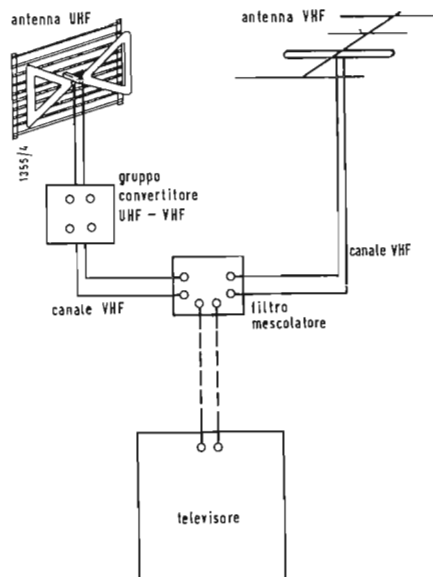 antenna UHF
antenna VHF
1355/4
gruppo
convertitore
UHF - VHF
canale VHF
canale VHF
filtro
mescolatore
televisore